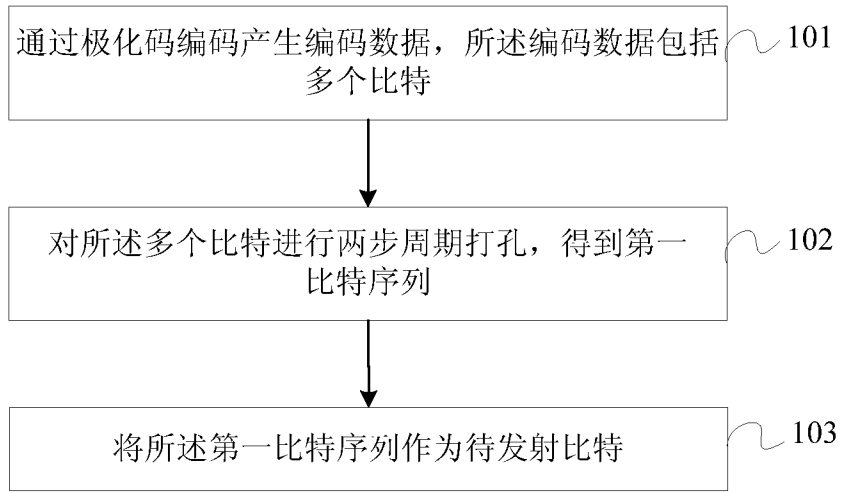 通过极化码编码产生编码数据，所述编码数据包括
多个比特
101
对所述多个比特进行两步周期打孔，得到第一
比特序列
102
将所述第一比特序列作为待发射比特
103